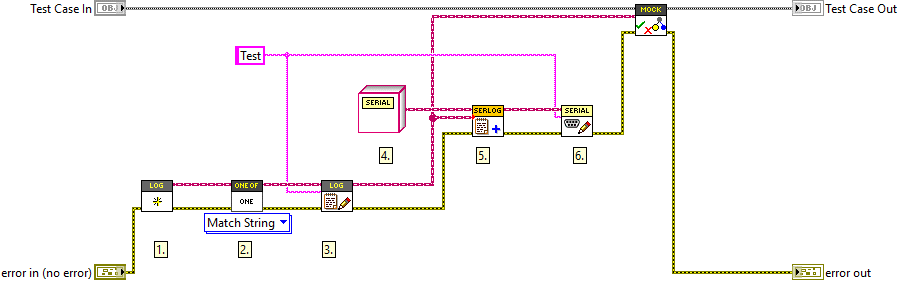 Test Case In
OBJ
MOCK
OBJ
Test Case Out
Test
SERIAL
SERLOG
SERIAL
4.
5.
6.
LOG
ONE OF
ONE
LOG
Match String
1.
2.
3.
error in (no error)
error out